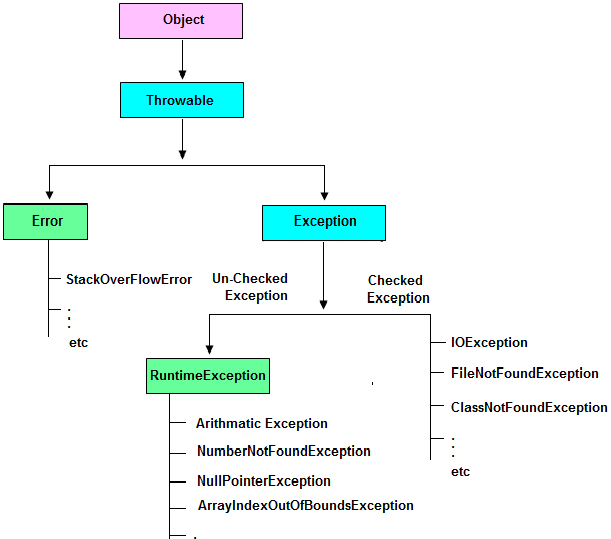 Object
Throwable
Error
Exception
StackOverFlowError
.
.
etc
Un-Checked
Exception
Checked
Exception
RuntimeException
Arithmatic Exception
NumberNotFoundException
NullPointerException
ArrayIndexOutOfBoundsException
.
IOException
FileNotFoundException
ClassNotFoundException
.
.
.
etc